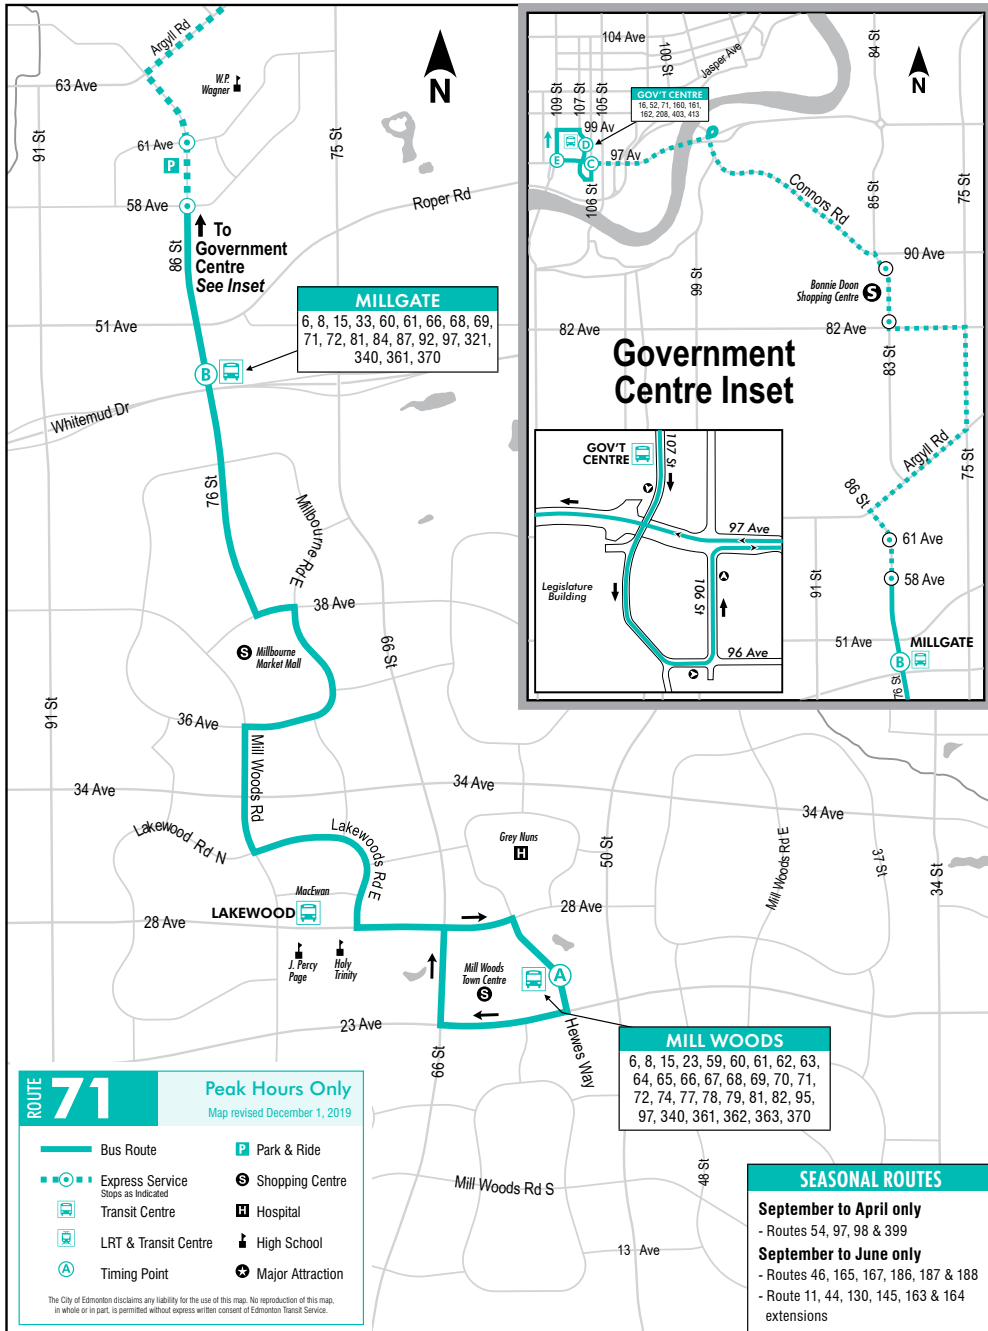 Argyll Rd
63 Ave
W.P.
Wagner
N
91 St
61 Ave
P
75 St
58 Ave
Roper Rd
86 St
To
Government
Centre
See Inset
51 Ave
MILLGATE
6, 8, 15, 33, 60, 61, 66, 68, 69,
71, 72, 81, 84, 87, 92, 97, 321,
340, 361, 370
B
Whitemud Dr
76 St
Millbourne Rd E
38 Ave
S Millbourne
Market Mall
66 St
91 St
36 Ave
Mill Woods Rd
34 Ave
34 Ave
34 Ave
Lakewood Rd N
Lakewoods Rd E
Grey Nuns
H
50 St
Mill Woods Rd E
37 St
34 St
MacEwan
LAKEWOOD
28 Ave
28 Ave
J. Percy
Page
Holy
Trinity
Mill Woods
Town Centre
S
A
23 Ave
66 St
Hewes Way
MILL WOODS
6, 8, 15, 23, 59, 60, 61, 62, 63,
64, 65, 66, 67, 68, 69, 70, 71,
72, 74, 77, 78, 79, 81, 82, 95,
97, 340, 361, 362, 363, 370
48 St
Mill Woods Rd S
13 Ave
104 Ave
100 St
Jasper Ave
84 St
N
109 St
107 St
105 St
GOV'T CENTRE
16, 52, 71, 160, 161,
162, 208, 403, 413
99 Av
D
E
C
97 Av
106 St
Connors Rd
85 St
75 St
99 St
90 Ave
Bonnie Doon
Shopping Centre
S
82 Ave
82 Ave
83 St
Government
Centre Inset
Argyll Rd
75 St
86 St
61 Ave
91 St
58 Ave
51 Ave
MILLGATE
B
76 St
GOV'T
CENTRE
107 St
97 Ave
Legislature
Building
106 St
96 Ave
ROUTE 71
Peak Hours Only
Map revised December 1, 2019
Bus Route
P Park & Ride
Express Service
Stops as Indicated
S Shopping Centre
Transit Centre
H Hospital
LRT & Transit Centre
High School
A Timing Point
Major Attraction
The City of Edmonton disclaims any liability for the use of this map. No reproduction of this map,
in whole or in part, is permitted without express written consent of Edmonton Transit Service.
SEASONAL ROUTES
September to April only
- Routes 54, 97, 98 & 399
September to June only
- Routes 46, 165, 167, 186, 187 & 188
- Route 11, 44, 130, 145, 163 & 164
extensions